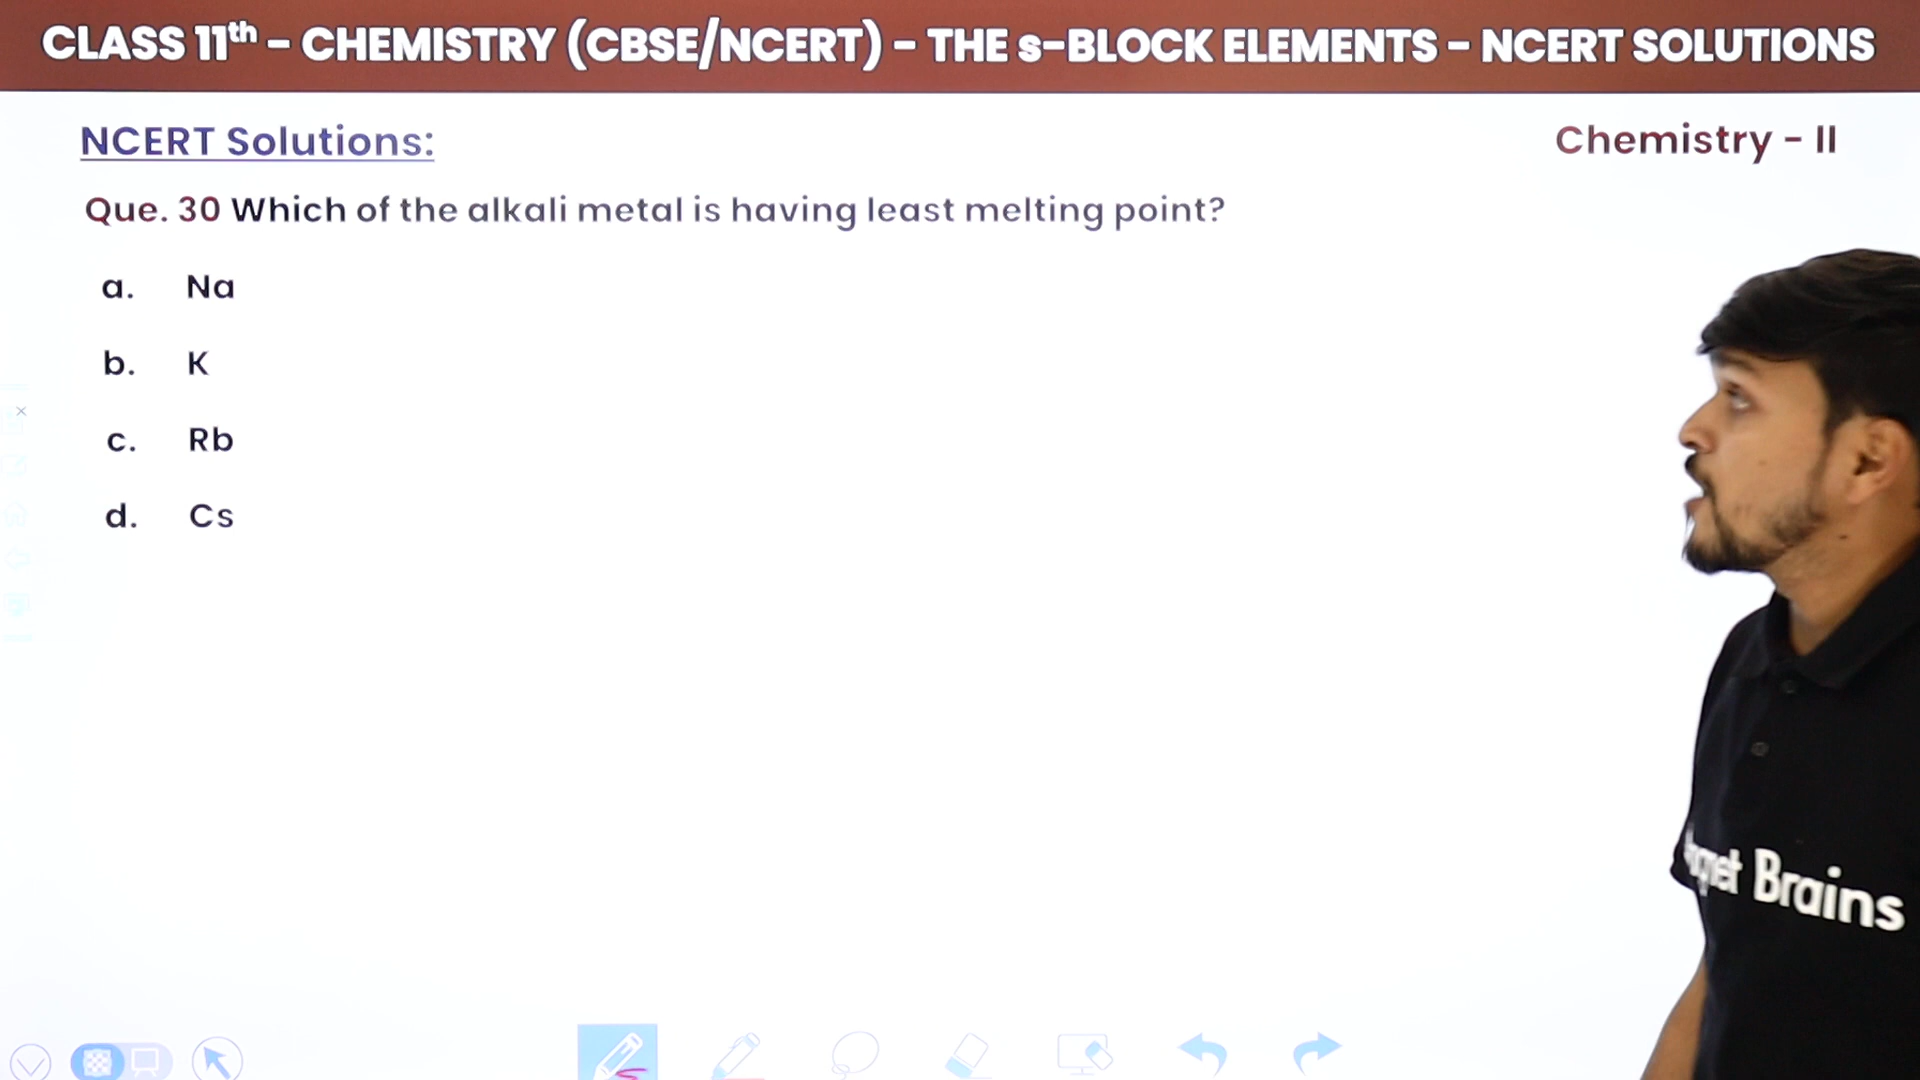 CLASS 11th – CHEMISTRY (CBSE/NCERT) – THE s–BLOCK ELEMENTS – NCERT SOLUTIONS
NCERT Solutions:
Chemistry – II
Que. 30 Which of the alkali metal is having least melting point?
a. Na
b. K
c. Rb
d. Cs
Brains